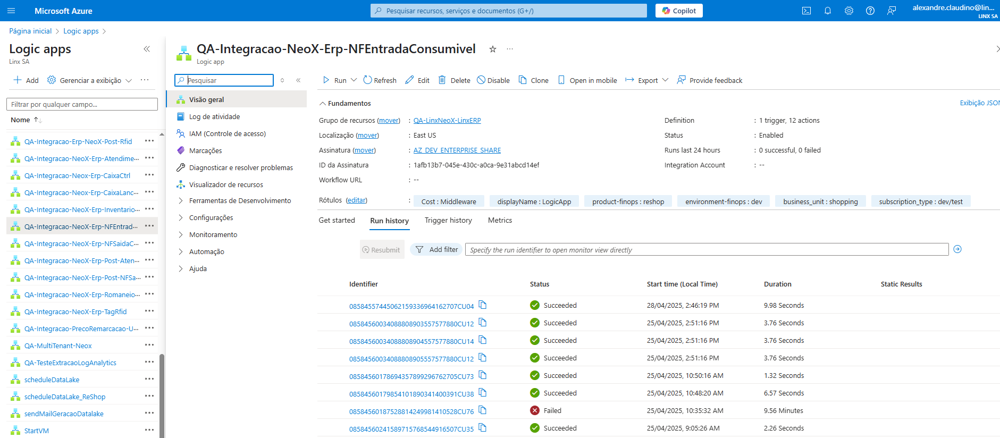 Microsoft Azure
Pesquisar recursos, serviços e documentos (G+/)
Copilot
alexandre.claudino@lin...
LINX SA
Página inicial > Logic apps >
Logic apps
Linx SA
Add
Gerenciar a exibição
Filtrar por qualquer campo...
Nome
QA-Integracao-Erp-NeoX-Post-Rfid
QA-Integracao-NeoX-Erp-Atendime...
QA-Integracao-Neox-Erp-CaixaCtrl
QA-Integracao-Neox-Erp-CaixaLanc...
QA-Integracao-NeoX-Erp-Inventario...
QA-Integracao-NeoX-Erp-NFEntrad...
QA-Integracao-NeoX-Erp-NFSaidaC...
QA-Integracao-NeoX-Erp-Post-Aten...
QA-Integracao-NeoX-Erp-Post-NFSa...
QA-Integracao-NeoX-Erp-Romaneio...
QA-Integracao-NeoX-Erp-TagRfid
QA-Integracao-PrecoRemarcacao-U...
QA-MultiTenant-Neox
QA-TesteExtracaoLogAnalytics
scheduleDataLake
scheduleDataLake_ReShop
sendMailGeracaoDatalake
StartVM
QA-Integracao-NeoX-Erp-NFEntradaConsumivel
Logic app
Pesquisar
Visão geral
Log de atividade
IAM (Controle de acesso)
Marcações
Diagnosticar e resolver problemas
Visualizador de recursos
Ferramentas de Desenvolvimento
Configurações
Monitoramento
Automação
Ajuda
Run Refresh Edit Delete Disable Clone Open in mobile Export Provide feedback
Fundamentos
Exibição JSON
Grupo de recursos (mover) : QA-LinxNeoX-LinxERP
Localização (mover) : East US
Assinatura (mover) : AZ_DEV_ENTERPRISE_SHARE
ID da Assinatura : 1afb13b7-045e-430c-a0ca-9e31abcd14ef
Workflow URL : --
Definition : 1 trigger, 12 actions
Status : Enabled
Runs last 24 hours : 0 successful, 0 failed
Integration Account : --
Rótulos (editar) : Cost : Middleware displayName : LogicApp product-finops : reshop environment-finops : dev business_unit : shopping subscription_type : dev/test
Get started Run history Trigger history Metrics
Resubmit Add filter Specify the run identifier to open monitor view directly
Identifier Status Start time (Local Time) Duration Static Results
08584557445062159336964162707CU04 Succeeded 28/04/2025, 2:46:19 PM 9.98 Seconds
08584560034088808903557577880CU12 Succeeded 25/04/2025, 2:51:16 PM 3.76 Seconds
08584560034088808904557577880CU14 Succeeded 25/04/2025, 2:51:16 PM 3.76 Seconds
08584560034088808905557577880CU12 Succeeded 25/04/2025, 2:51:16 PM 3.76 Seconds
08584560178694357899296762705CU73 Succeeded 25/04/2025, 10:50:16 AM 1.32 Seconds
08584560179854101890341400391CU38 Succeeded 25/04/2025, 10:48:20 AM 6.57 Seconds
08584560187528814249981410528CU76 Failed 25/04/2025, 10:35:32 AM 9.56 Minutes
08584560241589715768544916507CU35 Succeeded 25/04/2025, 9:05:26 AM 2.26 Seconds